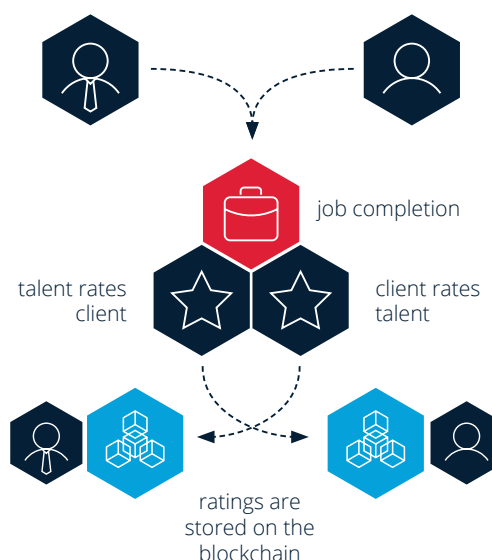 job completion
talent rates
client
client rates
talent
ratings are
stored on the
blockchain